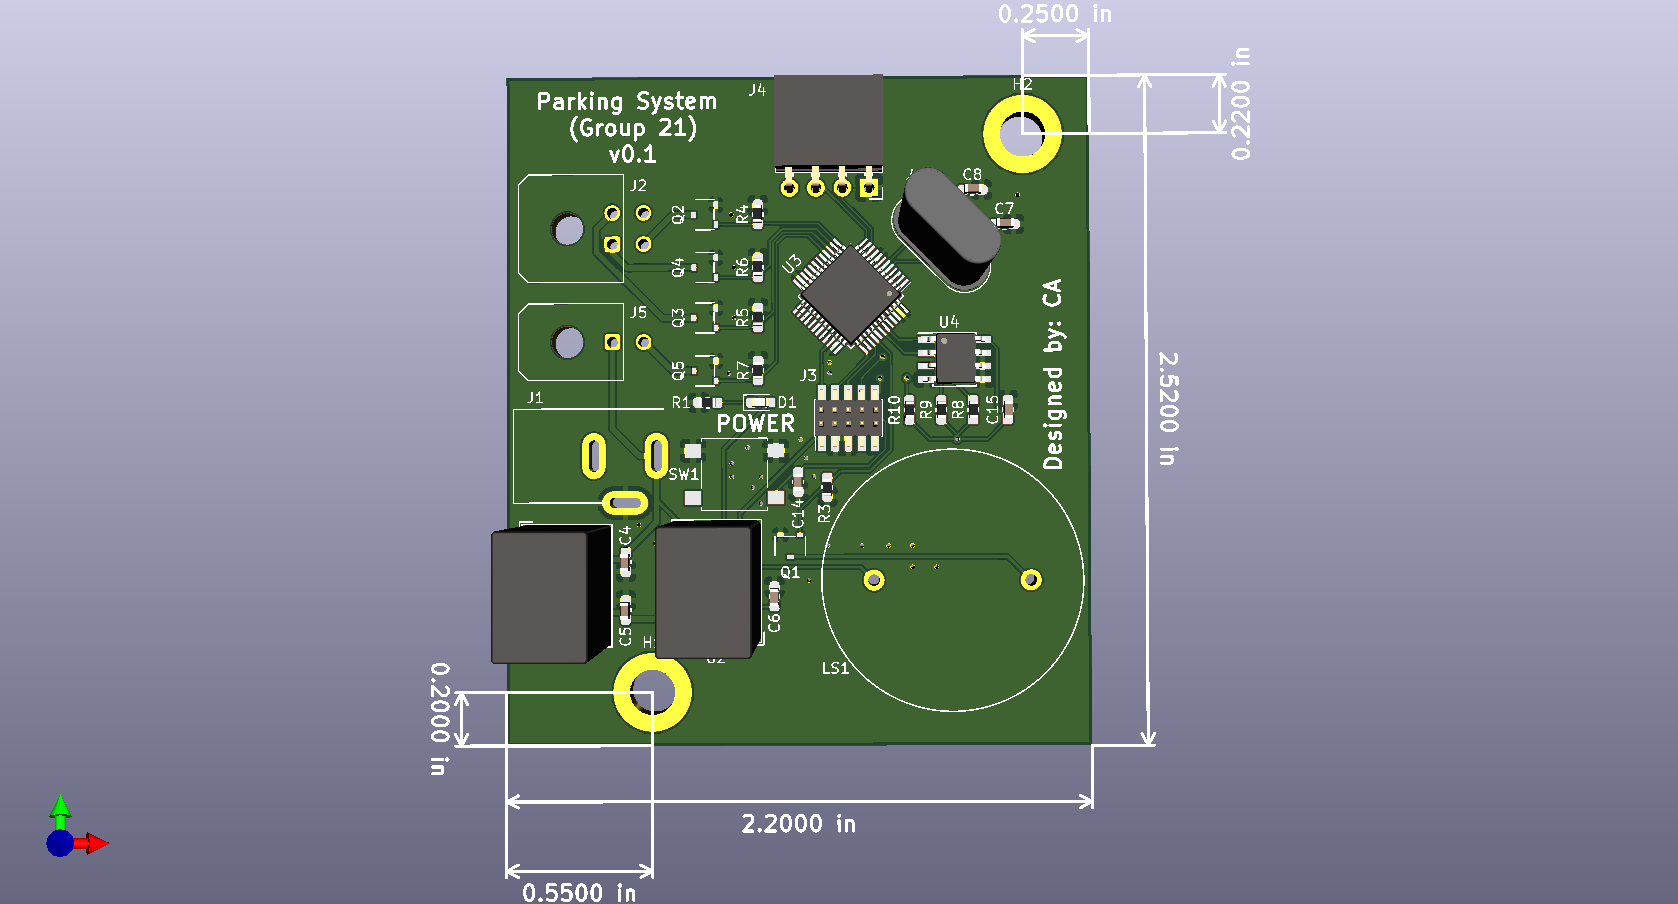 0.2500 in
0.2200 in
H2
J4
Parking System
(Group 21)
v0.1
C8
J2
C7
Q2
R4
Q4
R6
U3
J5
Q3
R5
U4
Designed by: CA
2.5200 in
Q5
R7
J3
J1
R1
D1
POWER
R10
R9
R8
C15
SW1
C14
R3
C4
Q1
C5
C6
LS1
0.2000 in
2.2000 in
0.5500 in